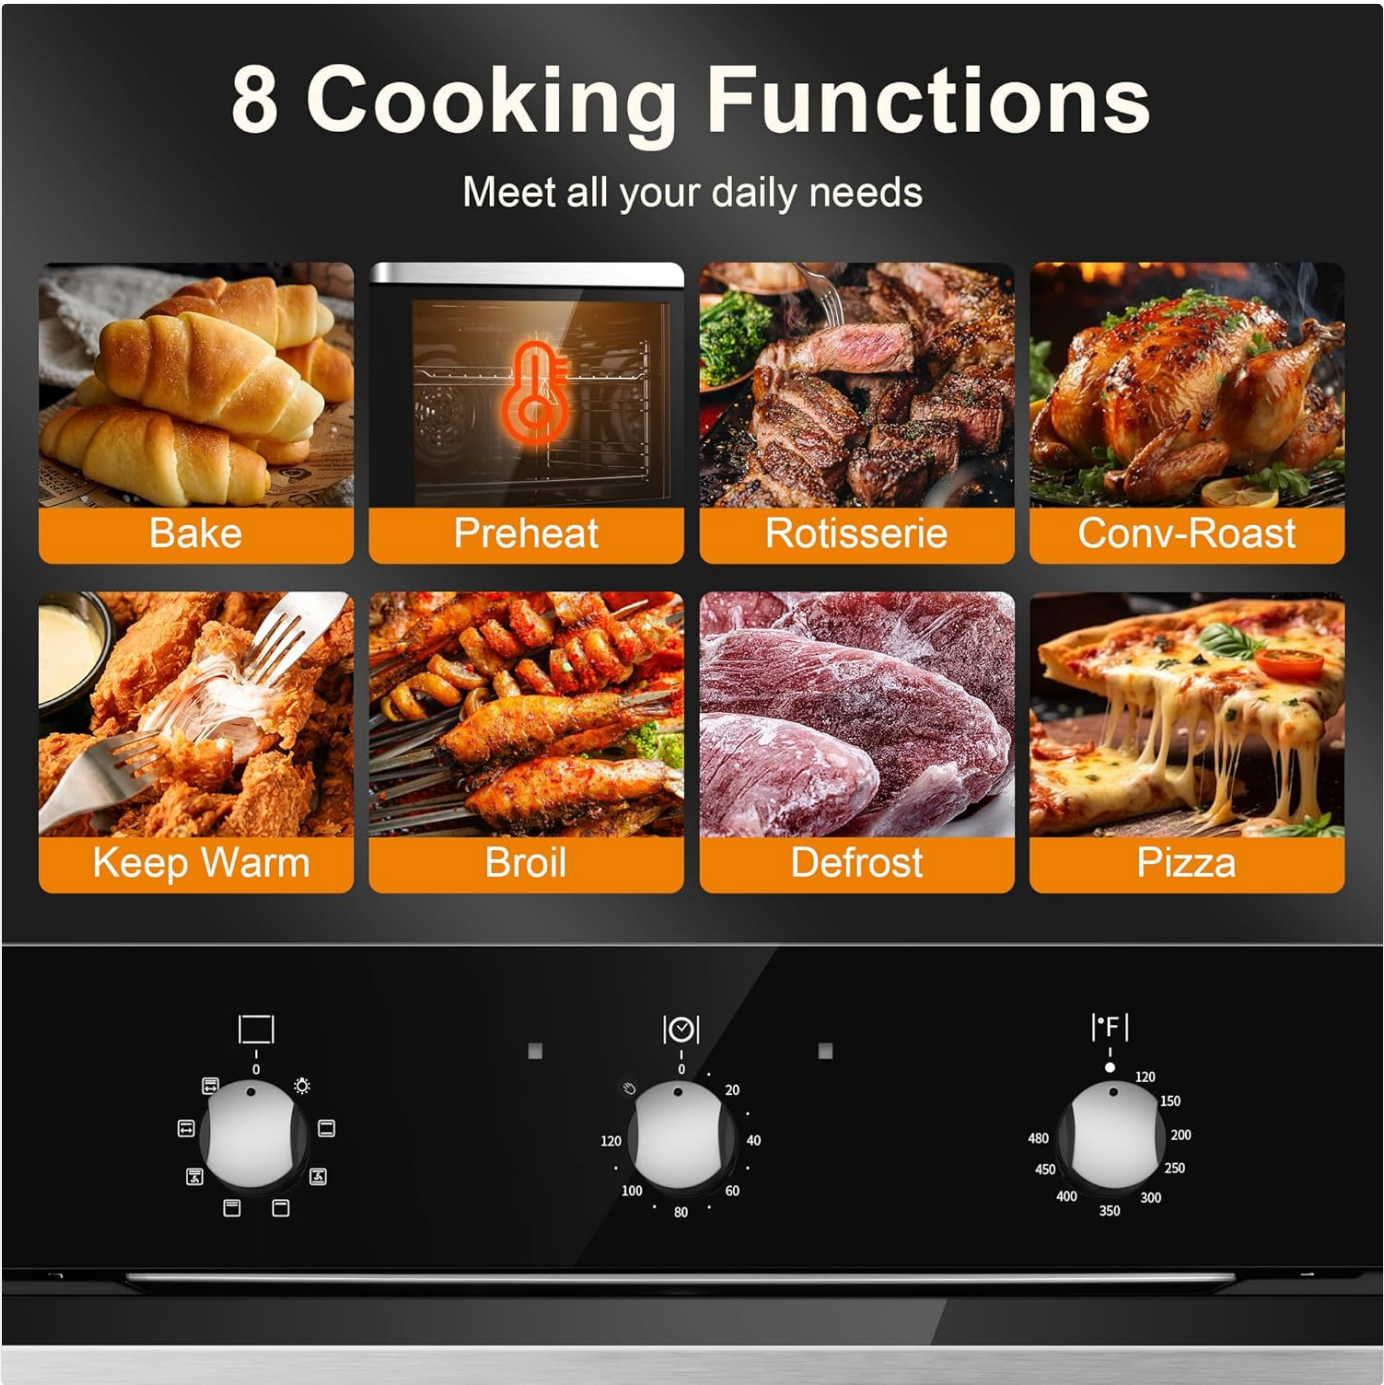 8 Cooking Functions
Meet all your daily needs
Bake
Preheat
Rotisserie
Conv-Roast
Keep Warm
Broil
Defrost
Pizza
°F
0
0
20
40
60
80
100
120
120
150
200
250
300
350
400
450
480